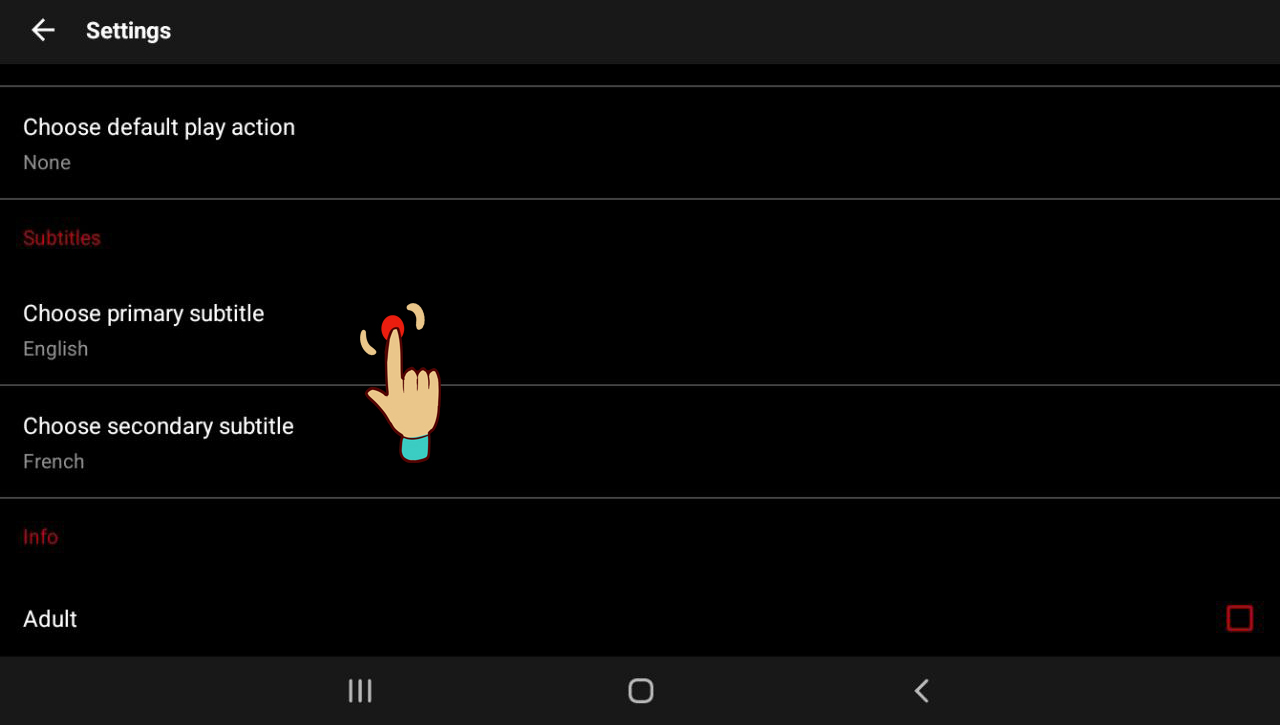 Settings
Choose default play action
None
Subtitles
Choose primary subtitle
English
Choose secondary subtitle
French
Info
Adult